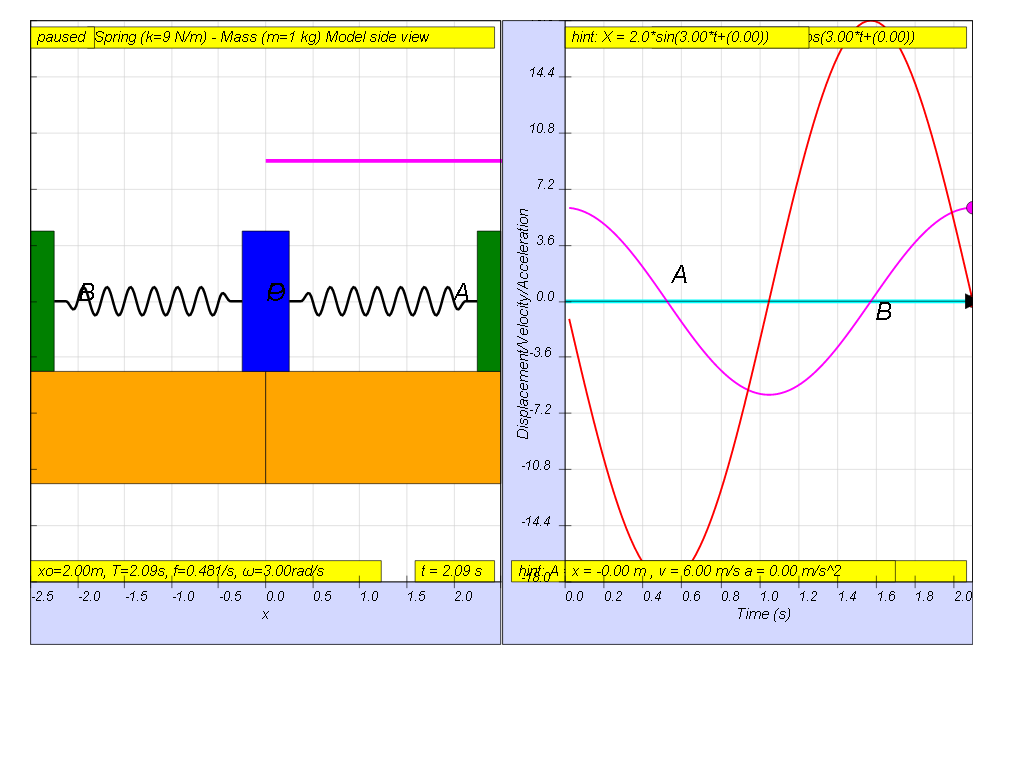 paused Spring (k=9 N/m) - Mass (m=1 kg) Model side view
B
A
xo=2.00m, T=2.09s, f=0.481/s, ω=3.00rad/s
t = 2.09 s
-2.5 -2.0 -1.5 -1.0 -0.5 0.0 0.5 1.0 1.5 2.0
x
hint: X = 2.0*sin(3.00*t+(0.00)) os(3.00*t+(0.00))
14.4
10.8
7.2
3.6
0.0
-3.6
-7.2
-10.8
-14.4
-18.0
Displacement/Velocity/Acceleration
A
B
hint: A x = -0.00 m , v = 6.00 m/s a = 0.00 m/s^2
0.0 0.2 0.4 0.6 0.8 1.0 1.2 1.4 1.6 1.8 2.0
Time (s)